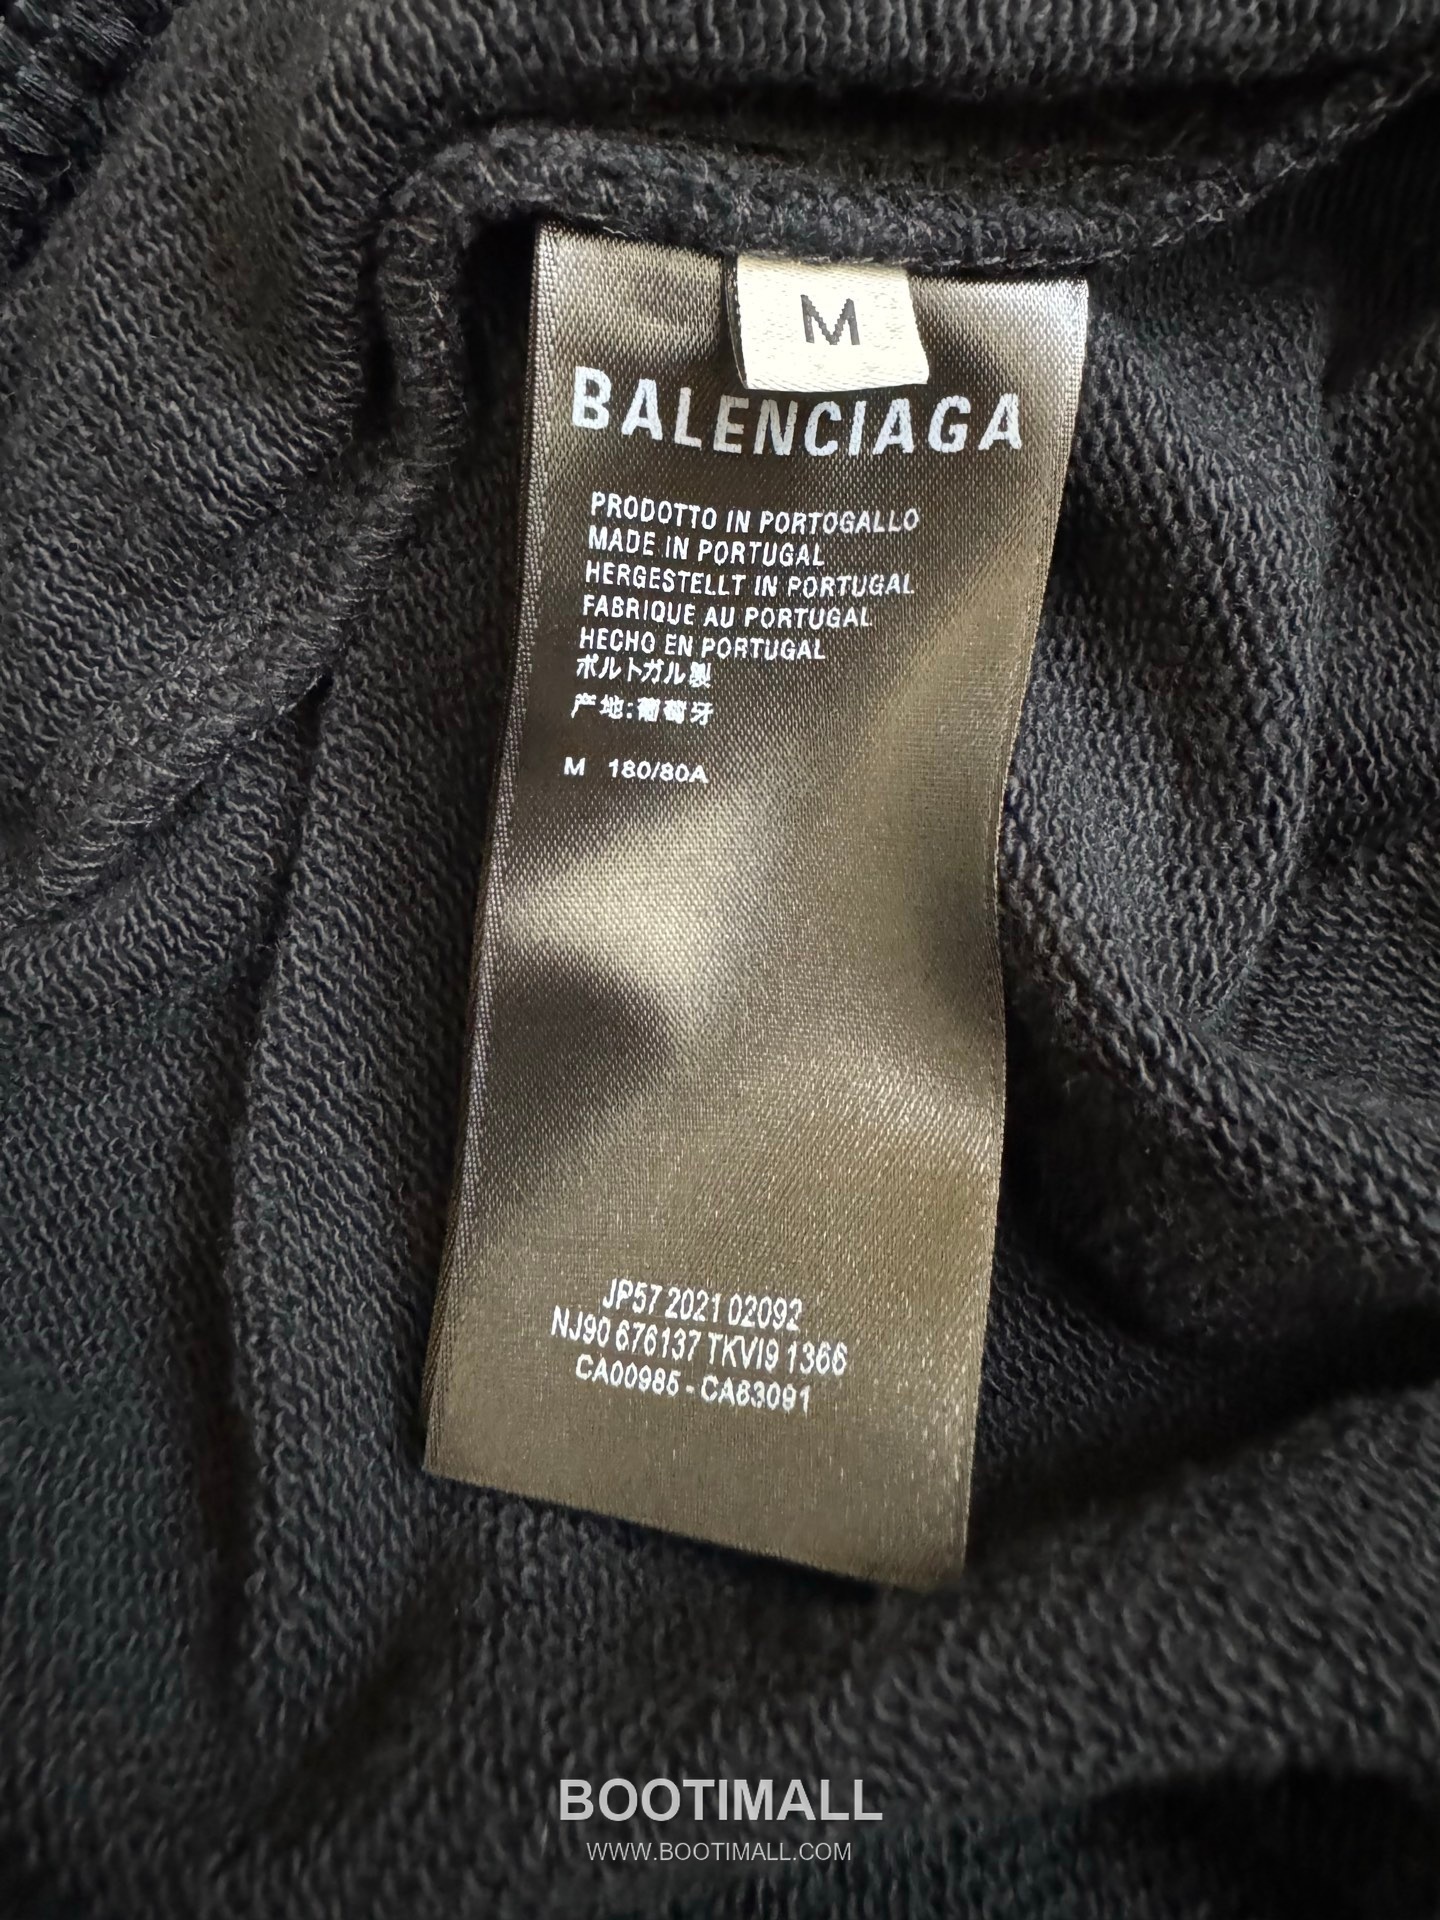 M
BALENCIAGA
PRODOTTO IN PORTOGALLO
MADE IN PORTUGAL
HERGESTELLT IN PORTUGAL
FABRIQUE AU PORTUGAL
HECHO EN PORTUGAL
ポルトガル製
产地:葡萄牙
M 180/80A
JP57 2021 02092
NJ90 676137 TKVI9 1366
CA00985 - CA63091
BOOTIMALL
WWW.BOOTIMALL.COM